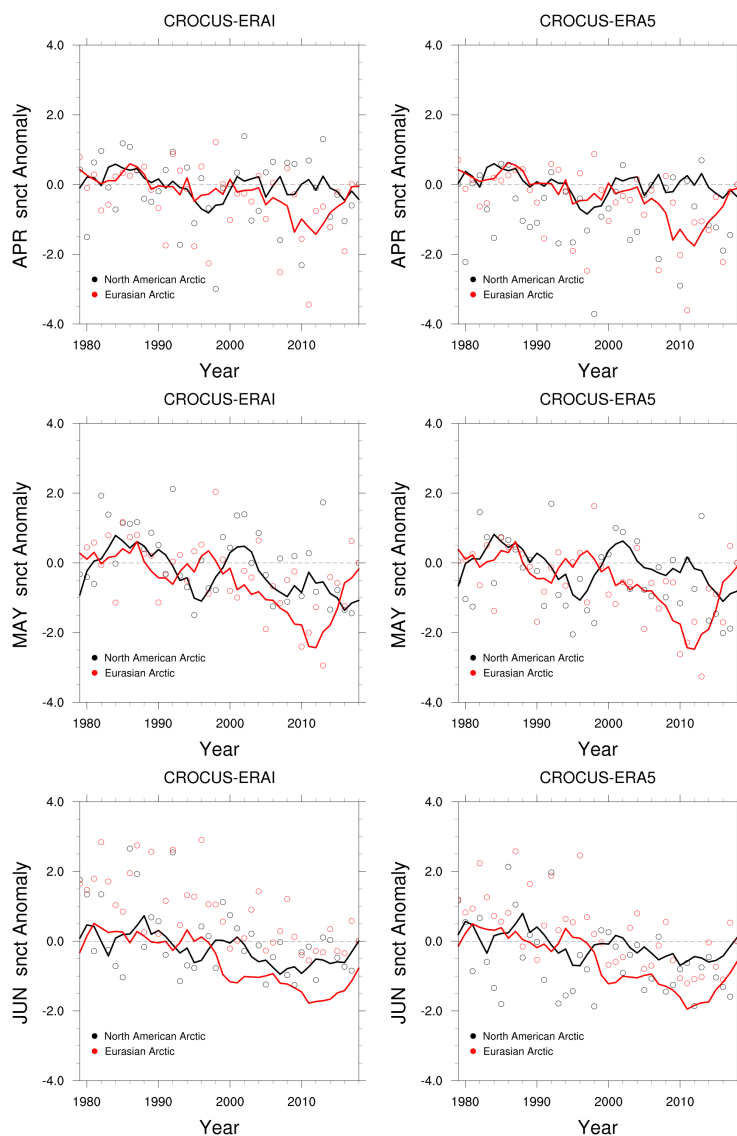 CROCUS-ERAI
CROCUS-ERA5
APR snct Anomaly
4.0
2.0
0.0
-2.0
-4.0
North American Arctic
Eurasian Arctic
1980 1990 2000 2010
Year
APR snct Anomaly
4.0
2.0
0.0
-2.0
-4.0
North American Arctic
Eurasian Arctic
1980 1990 2000 2010
Year
CROCUS-ERAI
CROCUS-ERA5
MAY snct Anomaly
4.0
2.0
0.0
-2.0
-4.0
North American Arctic
Eurasian Arctic
1980 1990 2000 2010
Year
MAY snct Anomaly
4.0
2.0
0.0
-2.0
-4.0
North American Arctic
Eurasian Arctic
1980 1990 2000 2010
Year
CROCUS-ERAI
CROCUS-ERA5
JUN snct Anomaly
4.0
2.0
0.0
-2.0
-4.0
North American Arctic
Eurasian Arctic
1980 1990 2000 2010
Year
JUN snct Anomaly
4.0
2.0
0.0
-2.0
-4.0
North American Arctic
Eurasian Arctic
1980 1990 2000 2010
Year